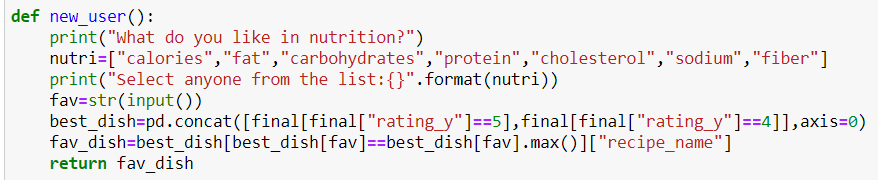 def new_user():
    print("What do you like in nutrition?")
    nutri=["calories","fat","carbohydrates","protein","cholesterol","sodium","fiber"]
    print("Select anyone from the list:{}".format(nutri))
    fav=str(input())
    best_dish=pd.concat([final[final["rating_y"]==5],final[final["rating_y"]==4]],axis=0)
    fav_dish=best_dish[best_dish[fav]==best_dish[fav].max()]["recipe_name"]
    return fav_dish